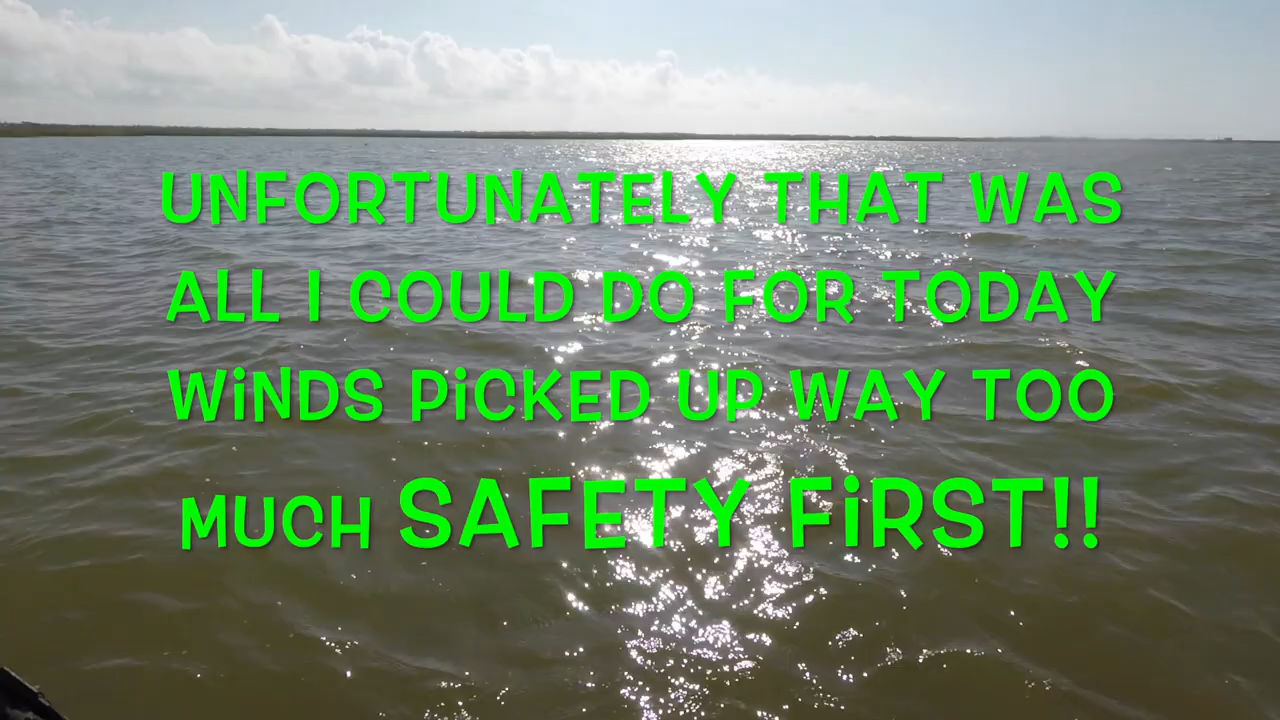 UNFORTUNATELY THAT WAS
ALL I COULD DO FOR TODAY
WiNDS PiCKED UP WAY TOO
MUCH SAFETY FiRST!!